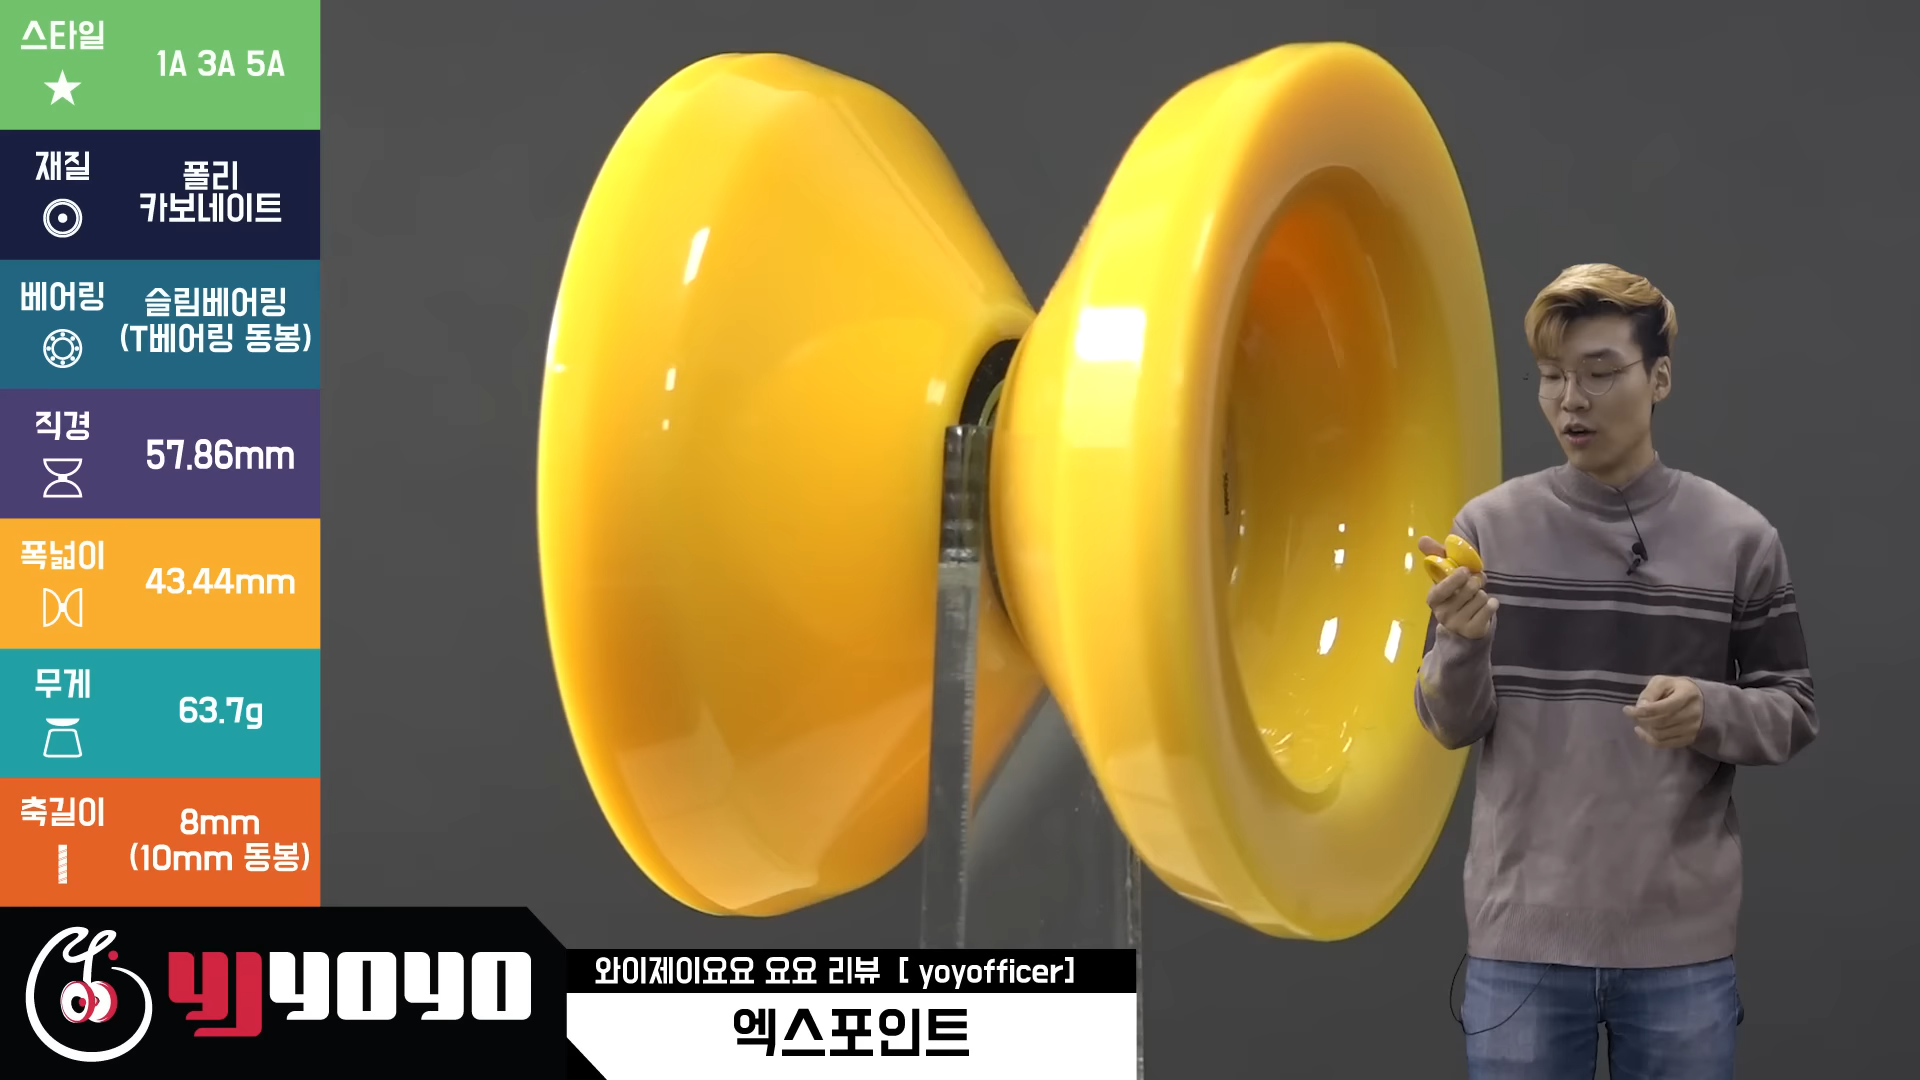 스타일
1A 3A 5A
재질
폴리
카보네이트
베어링
슬림베어링
(T베어링 동봉)
직경
57.86mm
폭넓이
43.44mm
무게
63.7g
축길이
8mm
(10mm 동봉)
yjyoyo
와이제이요요 요요 리뷰 [ yoyofficer]
엑스포인트